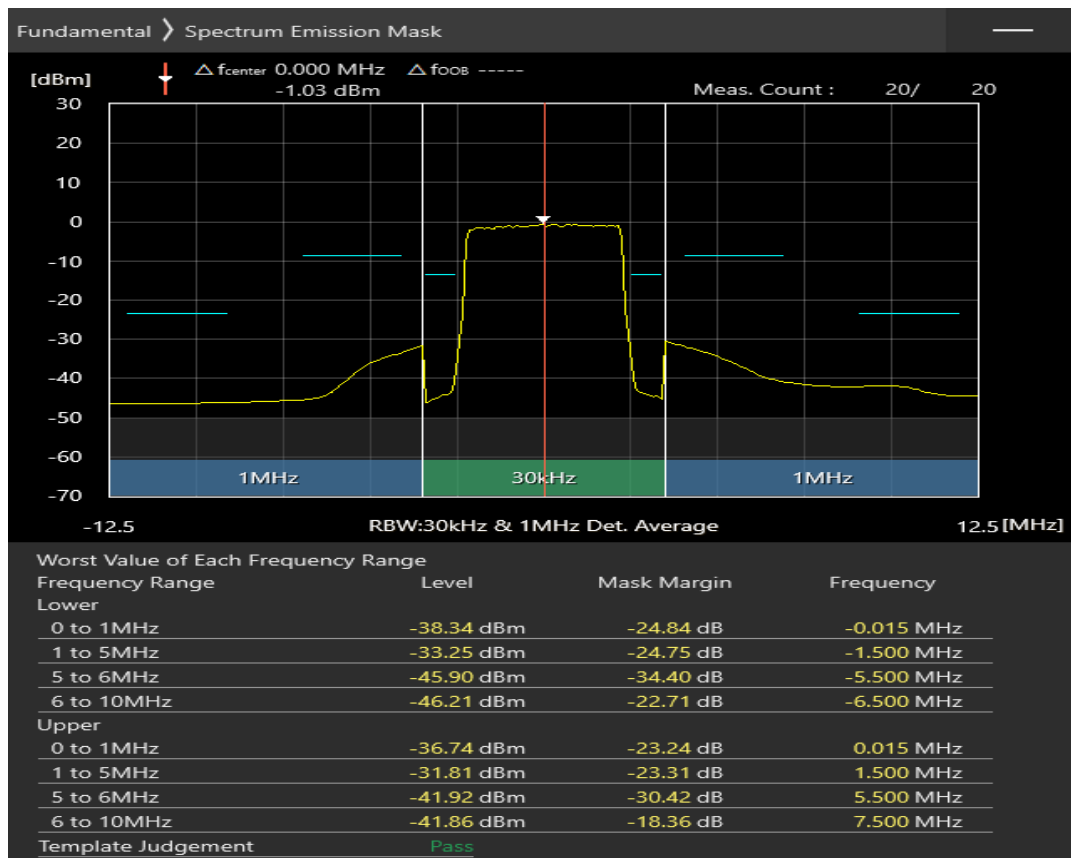 Fundamental ❯ Spectrum Emission Mask
[dBm] △ fcenter 0.000 MHz △ fOOB -----
-1.03 dBm Meas. Count : 20/ 20
30
20
10
0
-10
-20
-30
-40
-50
-60
-70
1MHz 30kHz 1MHz
-12.5 RBW:30kHz & 1MHz Det. Average 12.5 [MHz]
Worst Value of Each Frequency Range
Frequency Range Level Mask Margin Frequency
Lower
0 to 1MHz -38.34 dBm -24.84 dB -0.015 MHz
1 to 5MHz -33.25 dBm -24.75 dB -1.500 MHz
5 to 6MHz -45.90 dBm -34.40 dB -5.500 MHz
6 to 10MHz -46.21 dBm -22.71 dB -6.500 MHz
Upper
0 to 1MHz -36.74 dBm -23.24 dB 0.015 MHz
1 to 5MHz -31.81 dBm -23.31 dB 1.500 MHz
5 to 6MHz -41.92 dBm -30.42 dB 5.500 MHz
6 to 10MHz -41.86 dBm -18.36 dB 7.500 MHz
Template Judgement Pass